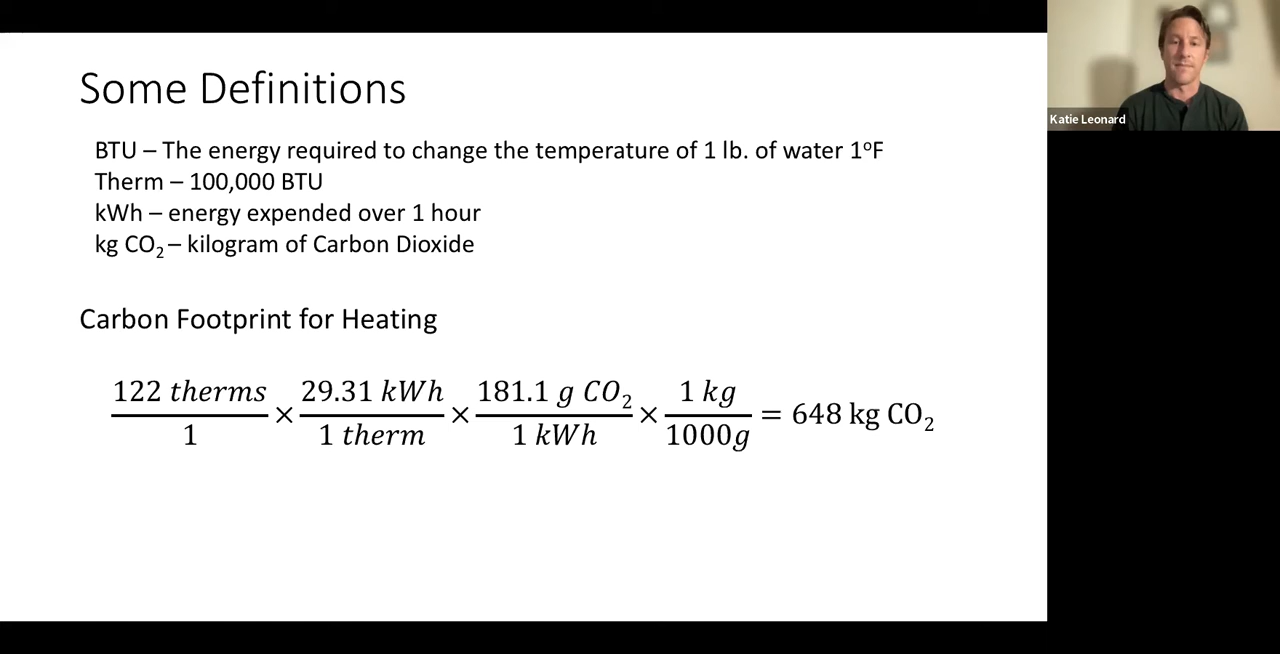 Some Definitions
BTU – The energy required to change the temperature of 1 lb. of water 1ºF
Therm – 100,000 BTU
kWh – energy expended over 1 hour
kg CO₂ – kilogram of Carbon Dioxide
Carbon Footprint for Heating
122 therms / 1 × 29.31 kWh / 1 therm × 181.1 g CO₂ / 1 kWh × 1 kg / 1000g = 648 kg CO₂
Katie Leonard